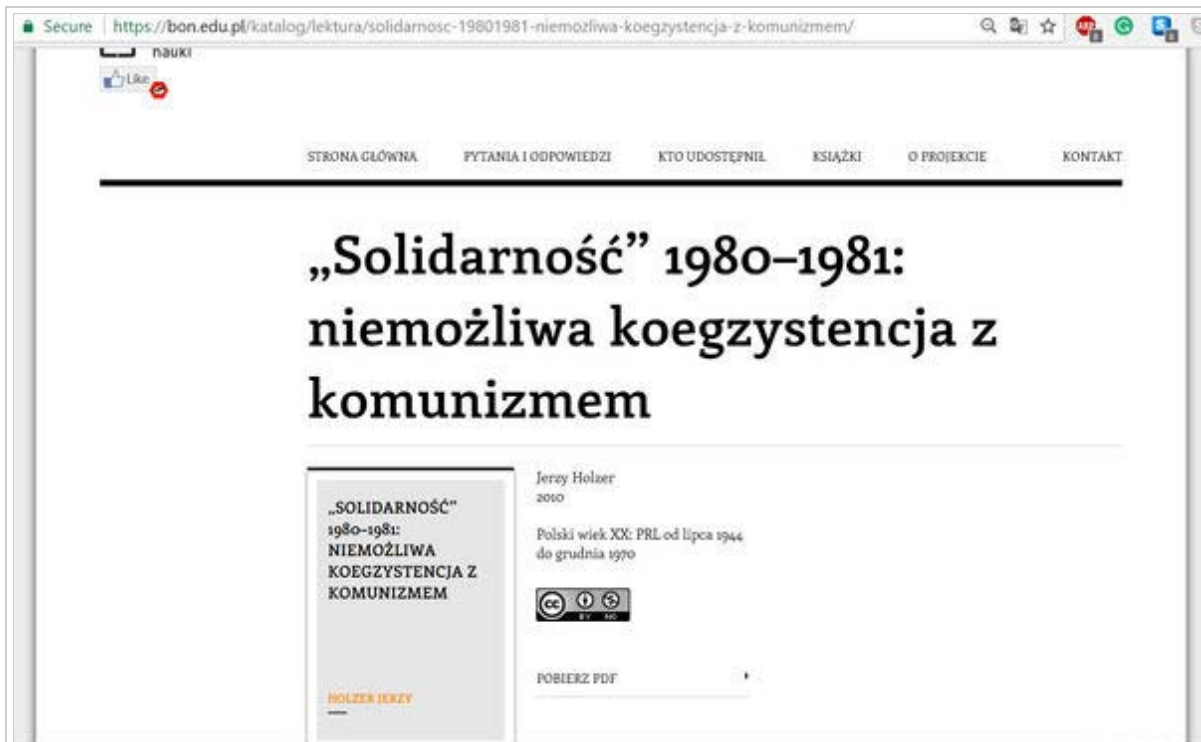 Secure https://bon.edu.pl/katalog/lektura/solidarnosc-19801981-niemozliwa-koegzystencja-z-komunizmem/
nauki
Like
STRONA GŁÓWNA PYTANIA I ODPOWIEDZI KTO UDOSTĘPNIŁ KSIĄŻKI O PROJEKCIE KONTAKT
„Solidarność” 1980–1981:
niemożliwa koegzystencja z
komunizmem
„SOLIDARNOŚĆ”
1980–1981:
NIEMOŻLIWA
KOEGZYSTENCJA Z
KOMUNIZMEM
HOLZER JERZY
Jerzy Holzer
2010
Polski wiek XX: PRL od lipca 1944
do grudnia 1970
cc BY NC
POBIERZ PDF